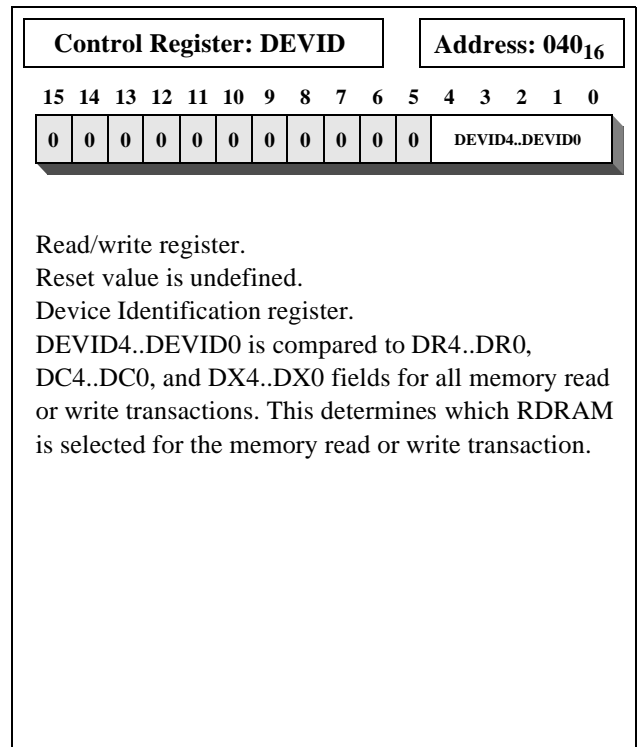 Control Register: DEVID Address: 040₁₆
15 14 13 12 11 10 9 8 7 6 5 4 3 2 1 0
0 0 0 0 0 0 0 0 0 0 0 DEVID4..DEVID0
Read/write register.
Reset value is undefined.
Device Identification register.
DEVID4..DEVID0 is compared to DR4..DR0,
DC4..DC0, and DX4..DX0 fields for all memory read
or write transactions. This determines which RDRAM
is selected for the memory read or write transaction.